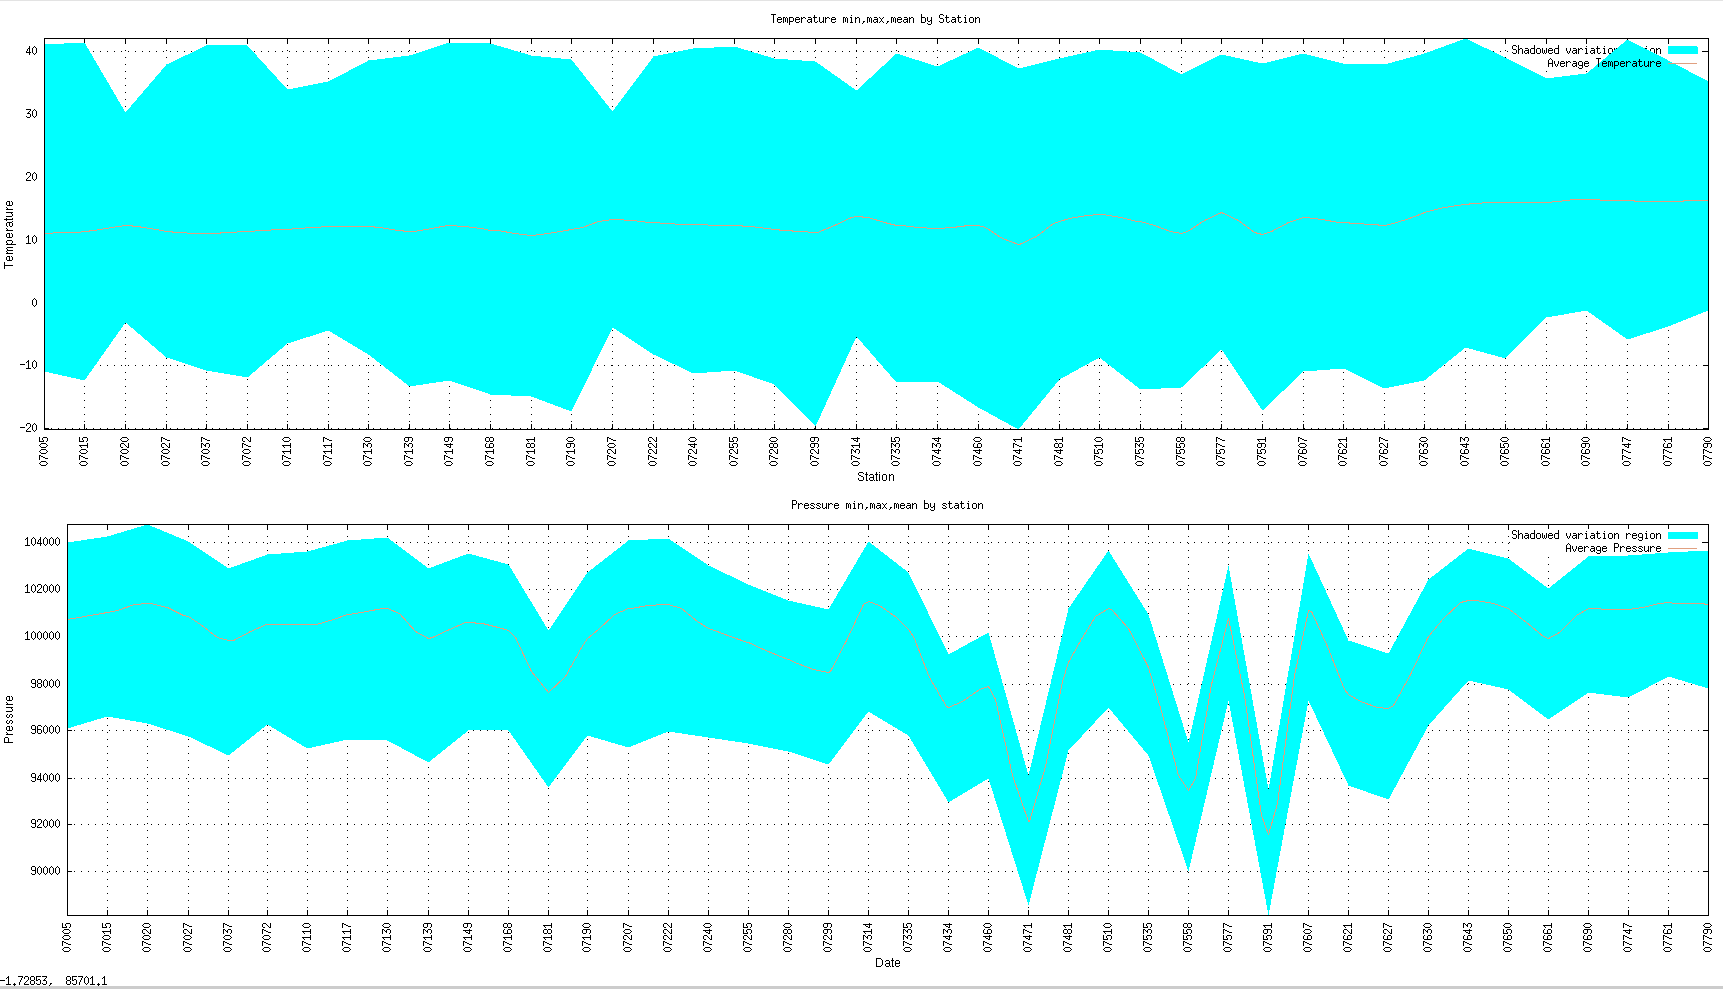 Temperature min,max,mean by Station
40
30
20
10
0
-10
-20
Temperature
Shadowed variation region
Average Temperature
07005 07015 07020 07027 07037 07072 07110 07117 07130 07139 07149 07168 07181 07190 07207 07222 07240 07255 07280 07299 07314 07335 07434 07460 07471 07481 07510 07535 07558 07577 07591 07607 07621 07627 07630 07643 07650 07661 07690 07747 07761 07790
Station
Pressure min,max,mean by station
104000
102000
100000
98000
96000
94000
92000
90000
Pressure
Shadowed variation region
Average Pressure
07005 07015 07020 07027 07037 07072 07110 07117 07130 07139 07149 07168 07181 07190 07207 07222 07240 07255 07280 07299 07314 07335 07434 07460 07471 07481 07510 07535 07558 07577 07591 07607 07621 07627 07630 07643 07650 07661 07690 07747 07761 07790
Date
-1.72853, 85701.1